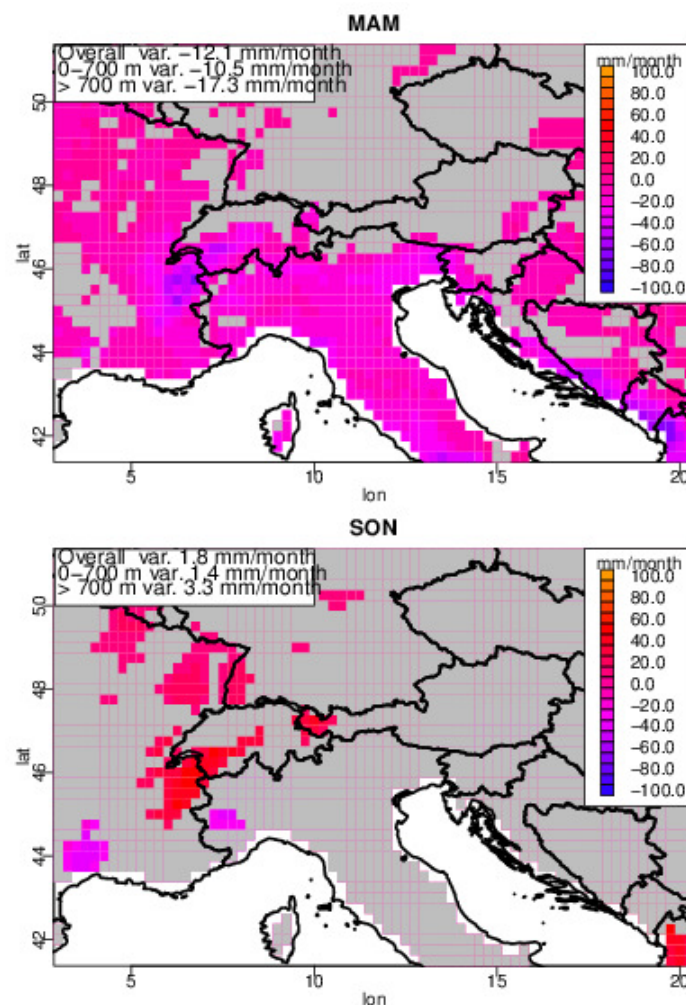 MAM
Overall var. −12.1 mm/month
0−700 m var. −10.5 mm/month
> 700 m var. −17.3 mm/month
mm/month
100.0
80.0
60.0
40.0
20.0
0.0
−20.0
−40.0
−60.0
−80.0
−100.0
lat
50
48
46
44
42
5
10
15
20
lon
SON
Overall var. 1.8 mm/month
0−700 m var. 1.4 mm/month
> 700 m var. 3.3 mm/month
mm/month
100.0
80.0
60.0
40.0
20.0
0.0
−20.0
−40.0
−60.0
−80.0
−100.0
lat
50
48
46
44
42
5
10
15
20
lon